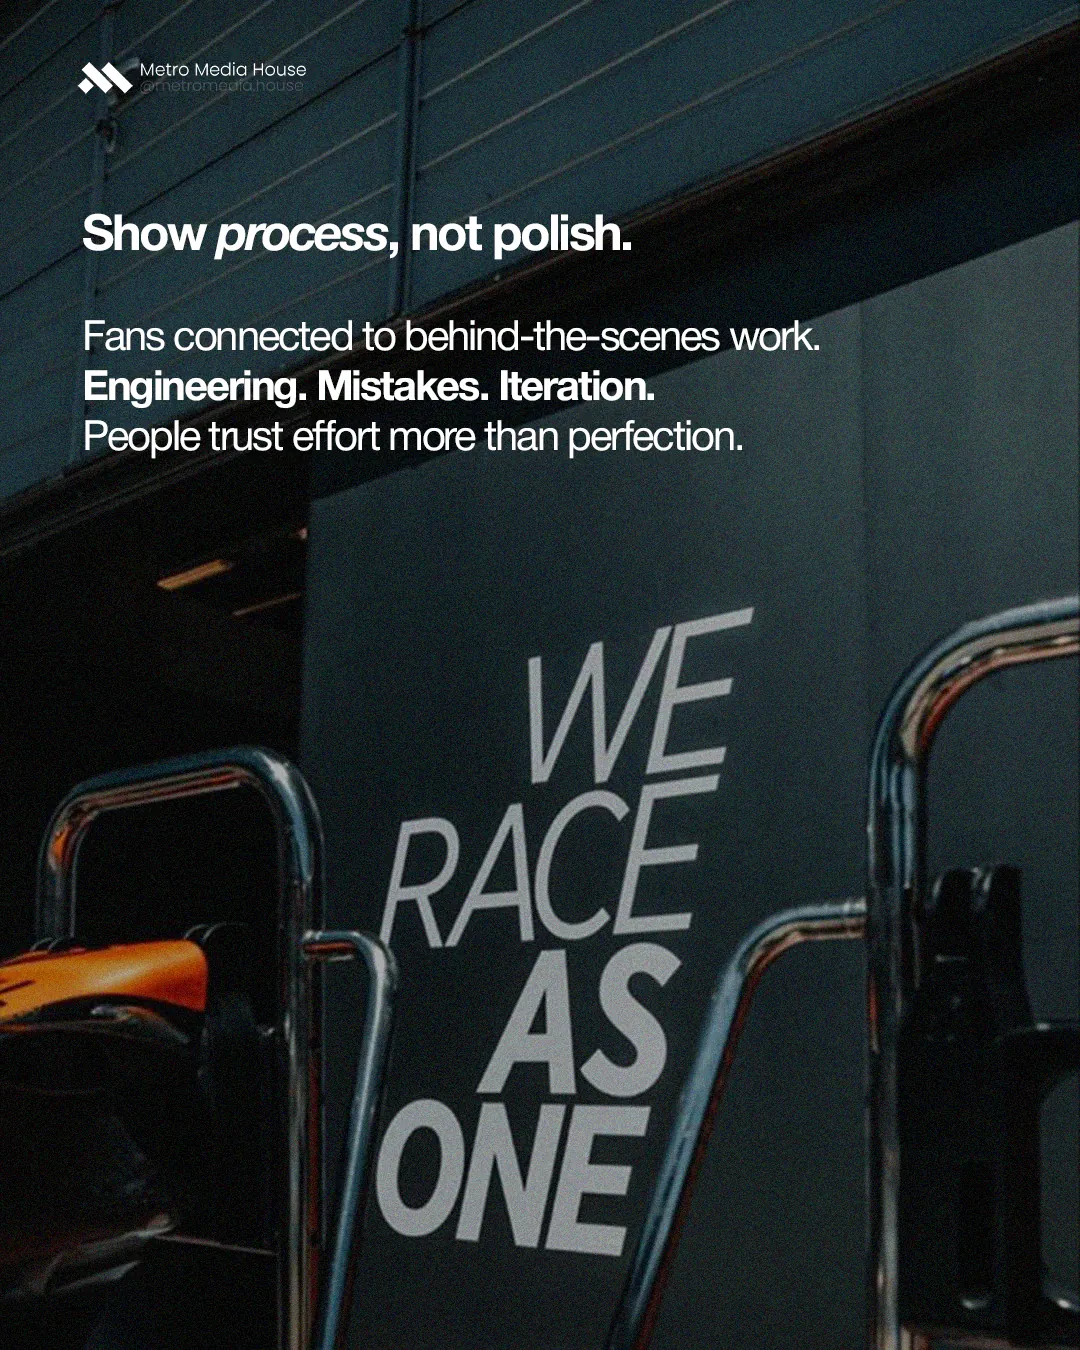 Metro Media House
@metromedia.house
Show process, not polish.
Fans connected to behind-the-scenes work.
Engineering. Mistakes. Iteration.
People trust effort more than perfection.
WE
RACE
AS
ONE